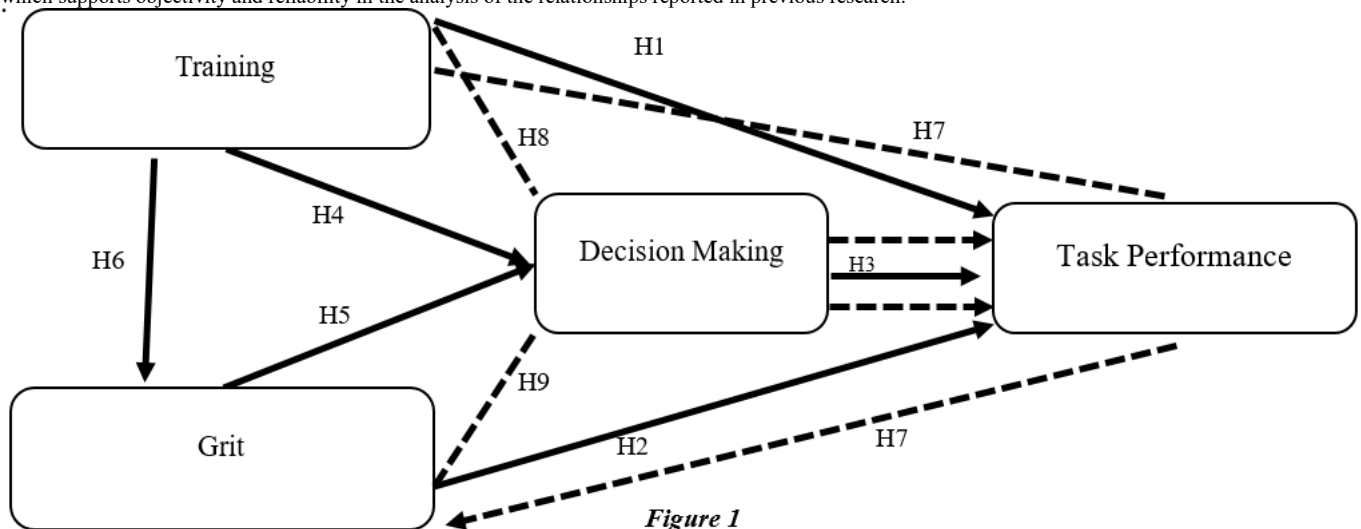 which supports objectivity and reliability in the analysis of the relationships reported in previous research.
.
H1
Training
H7
H8
H4
Decision Making
H3
Task Performance
H6
H5
H9
Grit
H2
H7
Figure 1